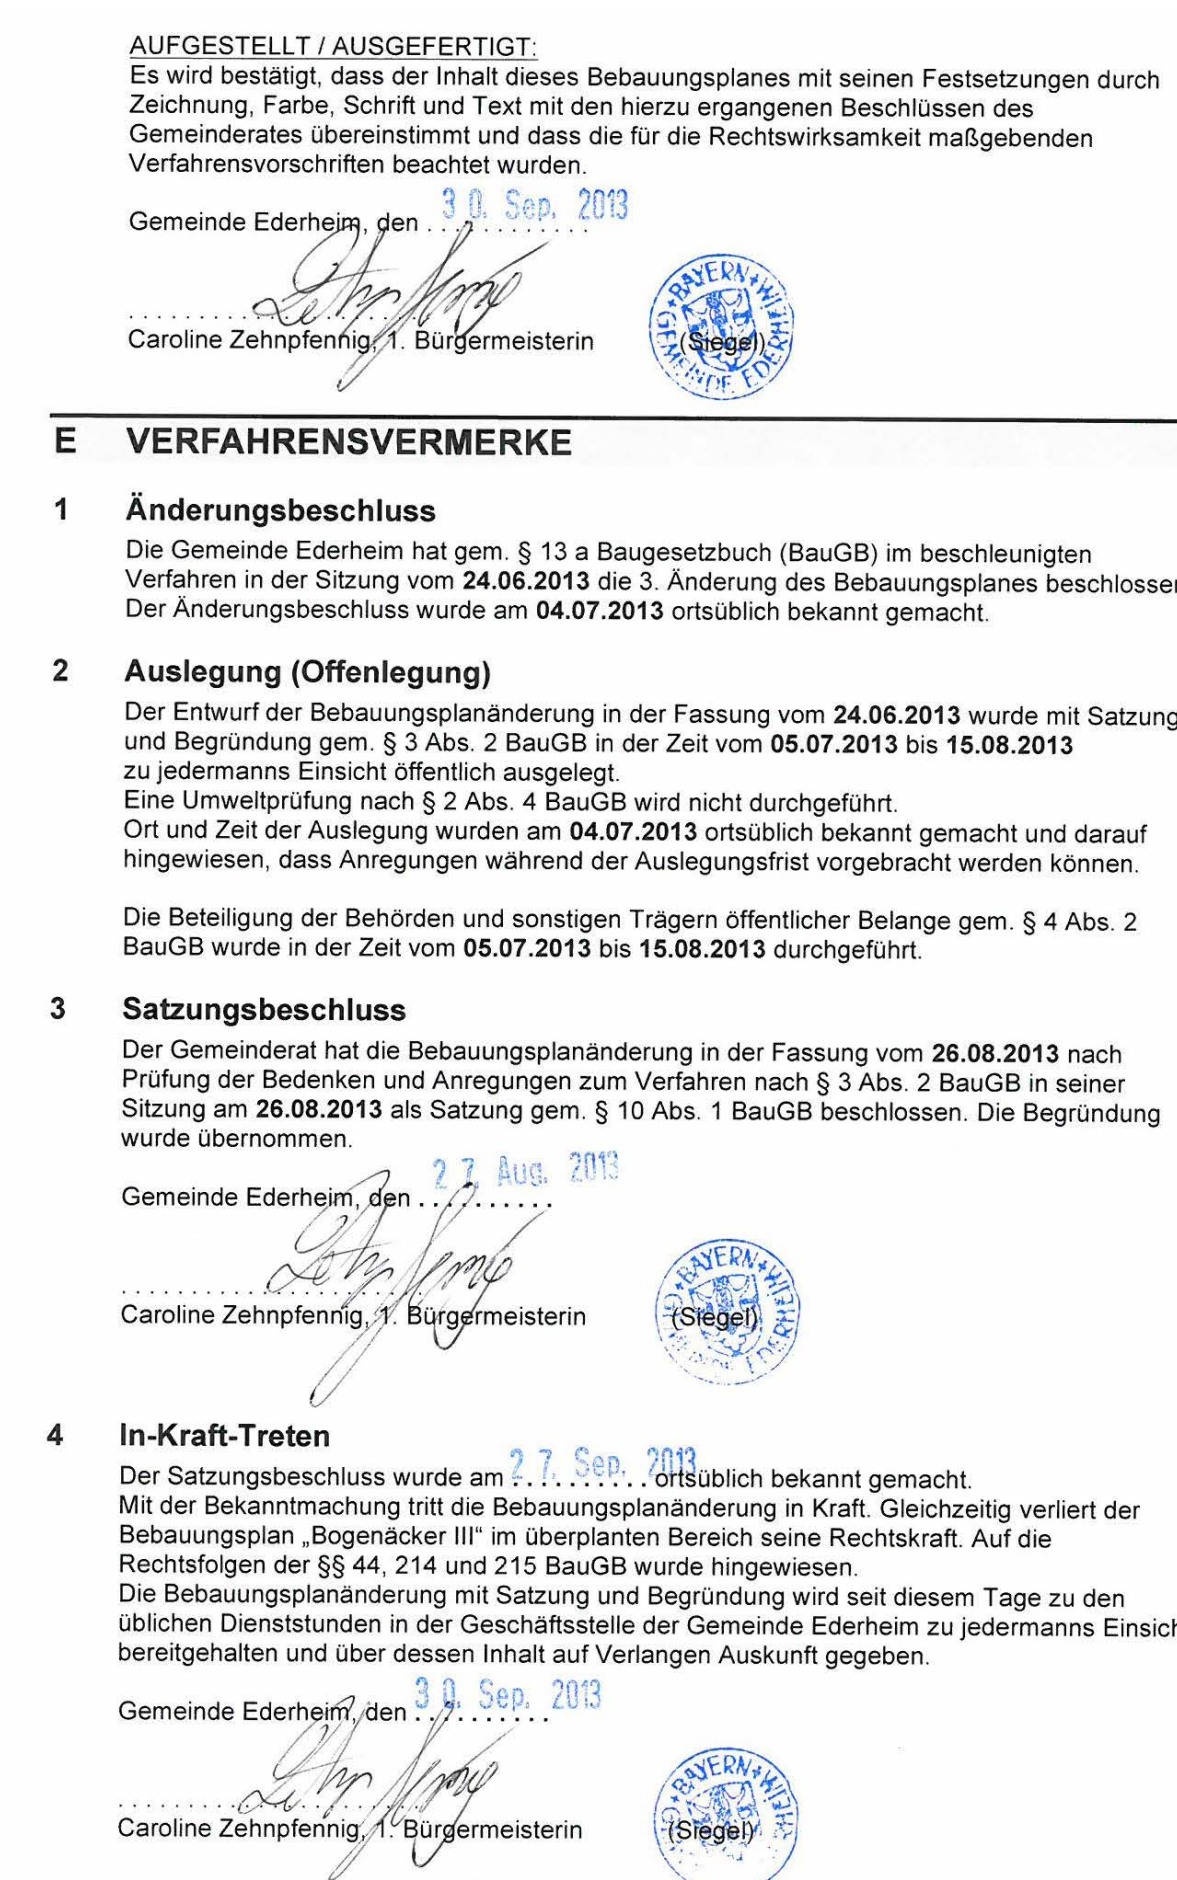 AUFGESTELLT / AUSGEFERTIGT:
Es wird bestätigt, dass der Inhalt dieses Bebauungsplanes mit seinen Festsetzungen durch
Zeichnung, Farbe, Schrift und Text mit den hierzu ergangenen Beschlüssen des
Gemeinderates übereinstimmt und dass die für die Rechtswirksamkeit maßgebenden
Verfahrensvorschriften beachtet wurden.
Gemeinde Ederheim, den 30. Sep. 2013
Caroline Zehnpfennig, 1. Bürgermeisterin (Siegel)
BAYERN GEMEINDE EDERHEIM
E VERFAHRENSVERMERKE
1 Änderungsbeschluss
Die Gemeinde Ederheim hat gem. § 13 a Baugesetzbuch (BauGB) im beschleunigten
Verfahren in der Sitzung vom 24.06.2013 die 3. Änderung des Bebauungsplanes beschlossen
Der Änderungsbeschluss wurde am 04.07.2013 ortsüblich bekannt gemacht.
2 Auslegung (Offenlegung)
Der Entwurf der Bebauungsplanänderung in der Fassung vom 24.06.2013 wurde mit Satzung
und Begründung gem. § 3 Abs. 2 BauGB in der Zeit vom 05.07.2013 bis 15.08.2013
zu jedermanns Einsicht öffentlich ausgelegt.
Eine Umweltprüfung nach § 2 Abs. 4 BauGB wird nicht durchgeführt.
Ort und Zeit der Auslegung wurden am 04.07.2013 ortsüblich bekannt gemacht und darauf
hingewiesen, dass Anregungen während der Auslegungsfrist vorgebracht werden können.
Die Beteiligung der Behörden und sonstigen Trägern öffentlicher Belange gem. § 4 Abs. 2
BauGB wurde in der Zeit vom 05.07.2013 bis 15.08.2013 durchgeführt.
3 Satzungsbeschluss
Der Gemeinderat hat die Bebauungsplanänderung in der Fassung vom 26.08.2013 nach
Prüfung der Bedenken und Anregungen zum Verfahren nach § 3 Abs. 2 BauGB in seiner
Sitzung am 26.08.2013 als Satzung gem. § 10 Abs. 1 BauGB beschlossen. Die Begründung
wurde übernommen.
Gemeinde Ederheim, den 27. Aug. 2013
Caroline Zehnpfennig, 1. Bürgermeisterin (Siegel)
BAYERN GEMEINDE EDERHEIM
4 In-Kraft-Treten
Der Satzungsbeschluss wurde am 27. Sep. 2013 ortsüblich bekannt gemacht.
Mit der Bekanntmachung tritt die Bebauungsplanänderung in Kraft. Gleichzeitig verliert der
Bebauungsplan „Bogenäcker III“ im überplanten Bereich seine Rechtskraft. Auf die
Rechtsfolgen der §§ 44, 214 und 215 BauGB wurde hingewiesen.
Die Bebauungsplanänderung mit Satzung und Begründung wird seit diesem Tage zu den
üblichen Dienststunden in der Geschäftsstelle der Gemeinde Ederheim zu jedermanns Einsich
bereitgehalten und über dessen Inhalt auf Verlangen Auskunft gegeben.
Gemeinde Ederheim, den 30. Sep. 2013
Caroline Zehnpfennig, 1. Bürgermeisterin (Siegel)
BAYERN